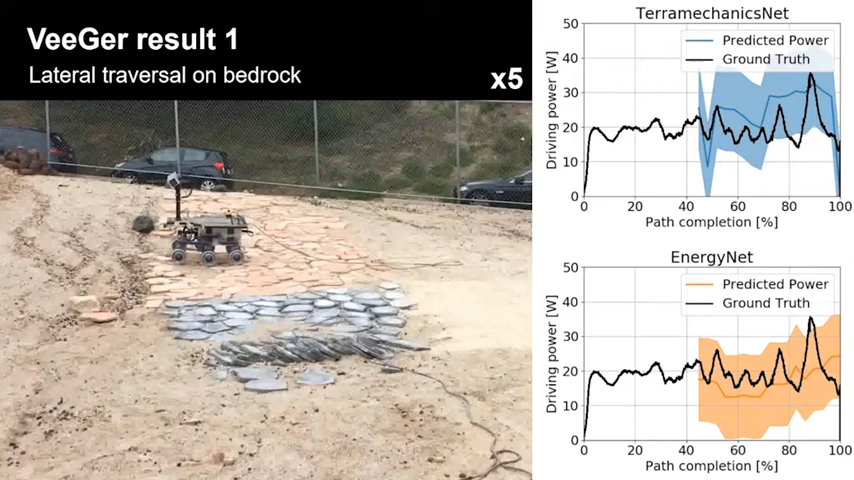 VeeGer result 1
Lateral traversal on bedrock
x5
TerramechanicsNet
Predicted Power
Ground Truth
Driving power [W]
50
40
30
20
10
0
0 20 40 60 80 100
Path completion [%]
EnergyNet
Predicted Power
Ground Truth
Driving power [W]
50
40
30
20
10
0
0 20 40 60 80 100
Path completion [%]